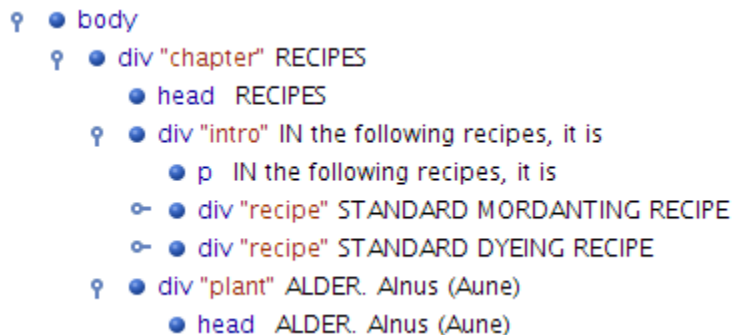 body
div "chapter" RECIPES
head RECIPES
div "intro" IN the following recipes, it is
p IN the following recipes, it is
div "recipe" STANDARD MORDANTING RECIPE
div "recipe" STANDARD DYEING RECIPE
div "plant" ALDER. Alnus (Aune)
head ALDER. Alnus (Aune)